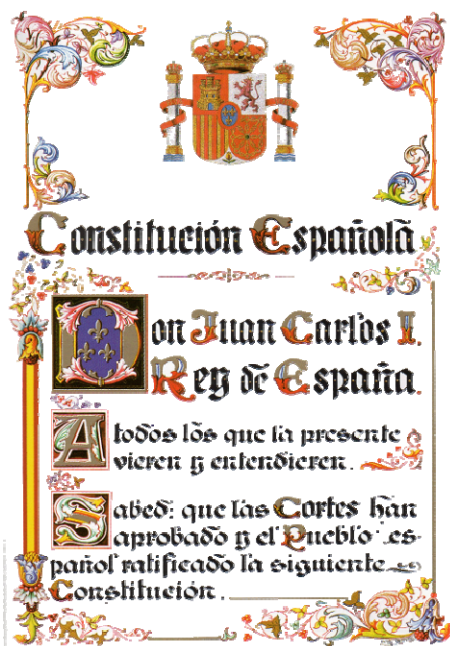 Constitución Española
Don Juan Carlos I.
Rey de España.
A todos los que la presente
vieren y entendieren.
Sabed: que las Cortes han
aprobado y el Pueblo es-
pañol ratificado la siguiente
Constitución.